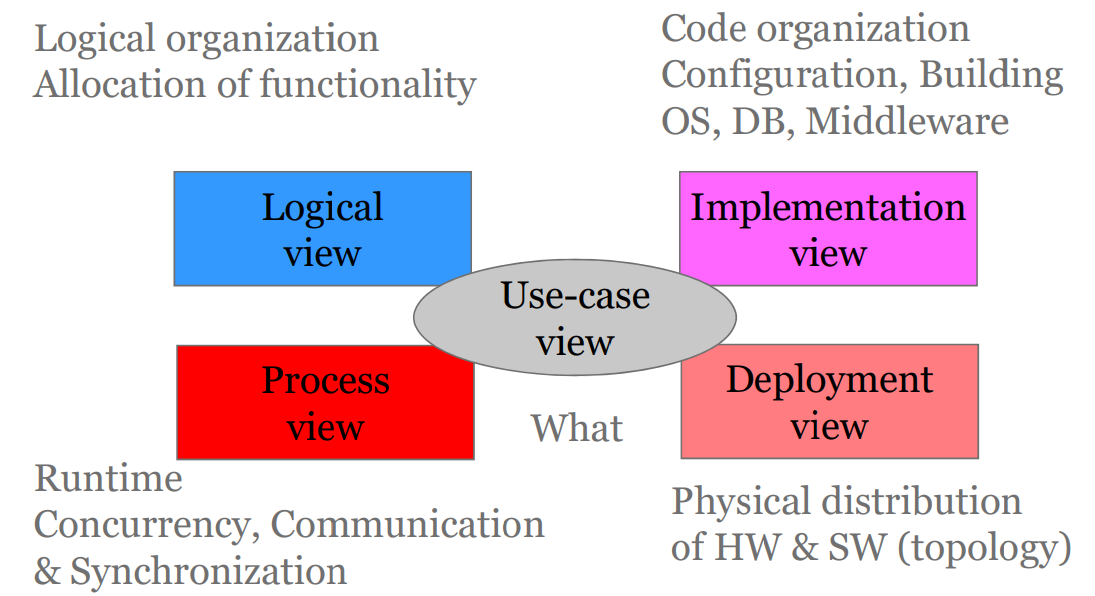 Logical organization
Allocation of functionality
Code organization
Configuration, Building
OS, DB, Middleware
Logical
view
Implementation
view
Use-case
view
Process
view
Deployment
view
What
Runtime
Concurrency, Communication
& Synchronization
Physical distribution
of HW & SW (topology)